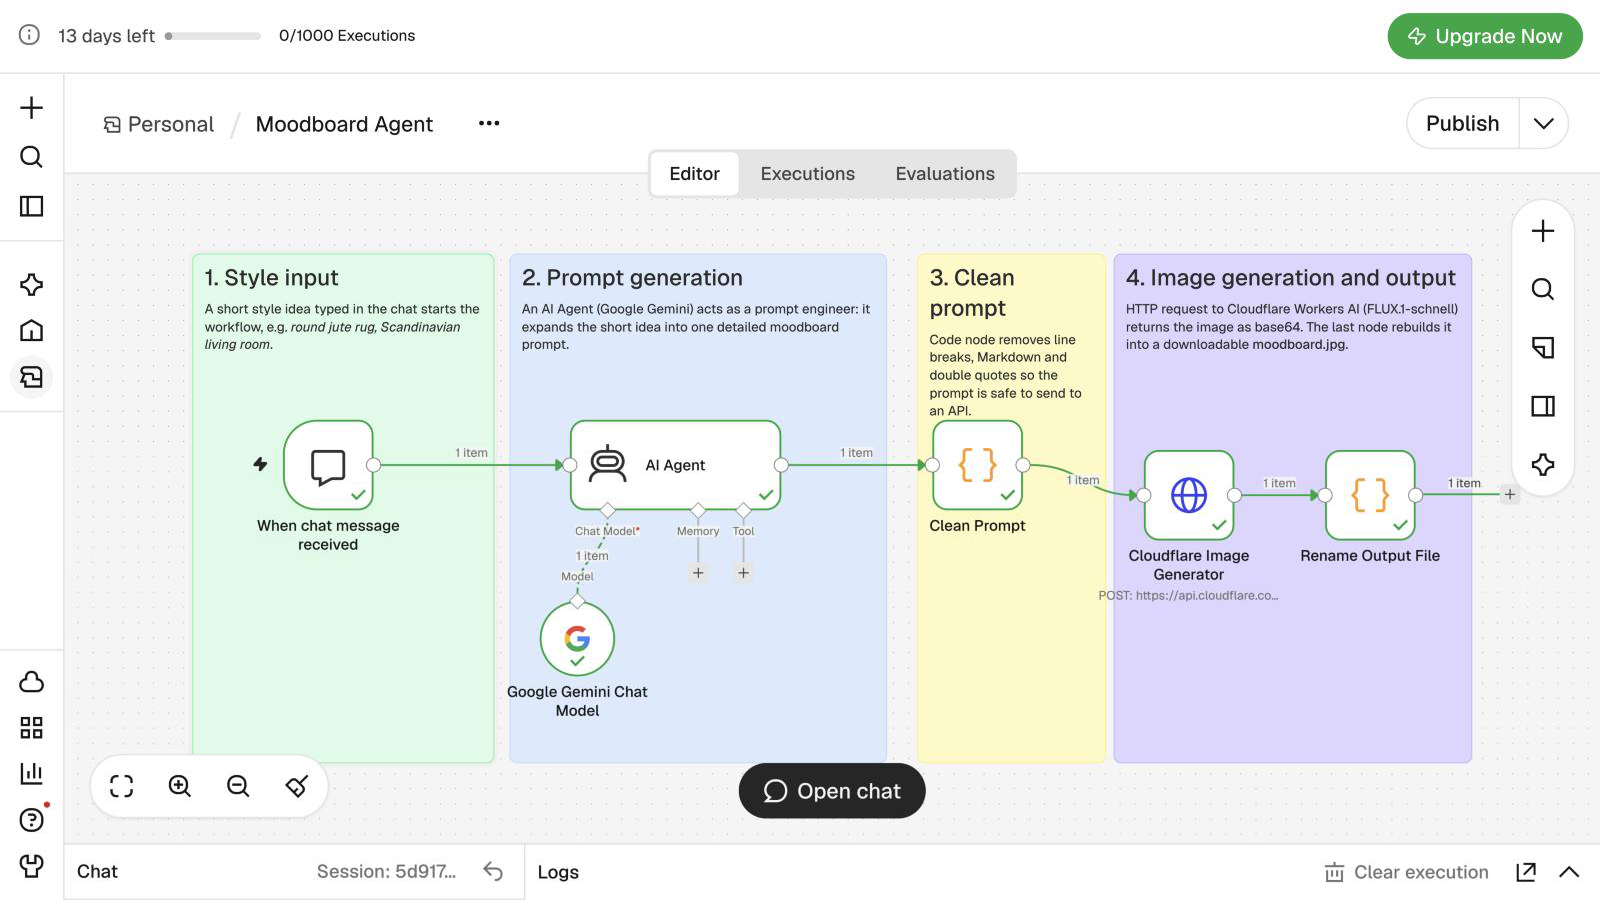 13 days left
0/1000 Executions
Upgrade Now
Personal / Moodboard Agent
Publish
Editor
Executions
Evaluations
1. Style input
A short style idea typed in the chat starts the
workflow, e.g. round jute rug, Scandinavian
living room.
2. Prompt generation
An AI Agent (Google Gemini) acts as a prompt engineer: it
expands the short idea into one detailed moodboard
prompt.
3. Clean
prompt
Code node removes line
breaks, Markdown and
double quotes so the
prompt is safe to send to
an API.
4. Image generation and output
HTTP request to Cloudflare Workers AI (FLUX.1-schnell)
returns the image as base64. The last node rebuilds it
into a downloadable moodboard.jpg.
1 item
When chat message
received
AI Agent
1 item
Chat Model*
Memory
Tool
1 item
Model
Google Gemini Chat
Model
Clean Prompt
1 item
Cloudflare Image
Generator
POST: https://api.cloudflare.co...
1 item
Rename Output File
1 item
Open chat
Chat
Session: 5d917...
Logs
Clear execution